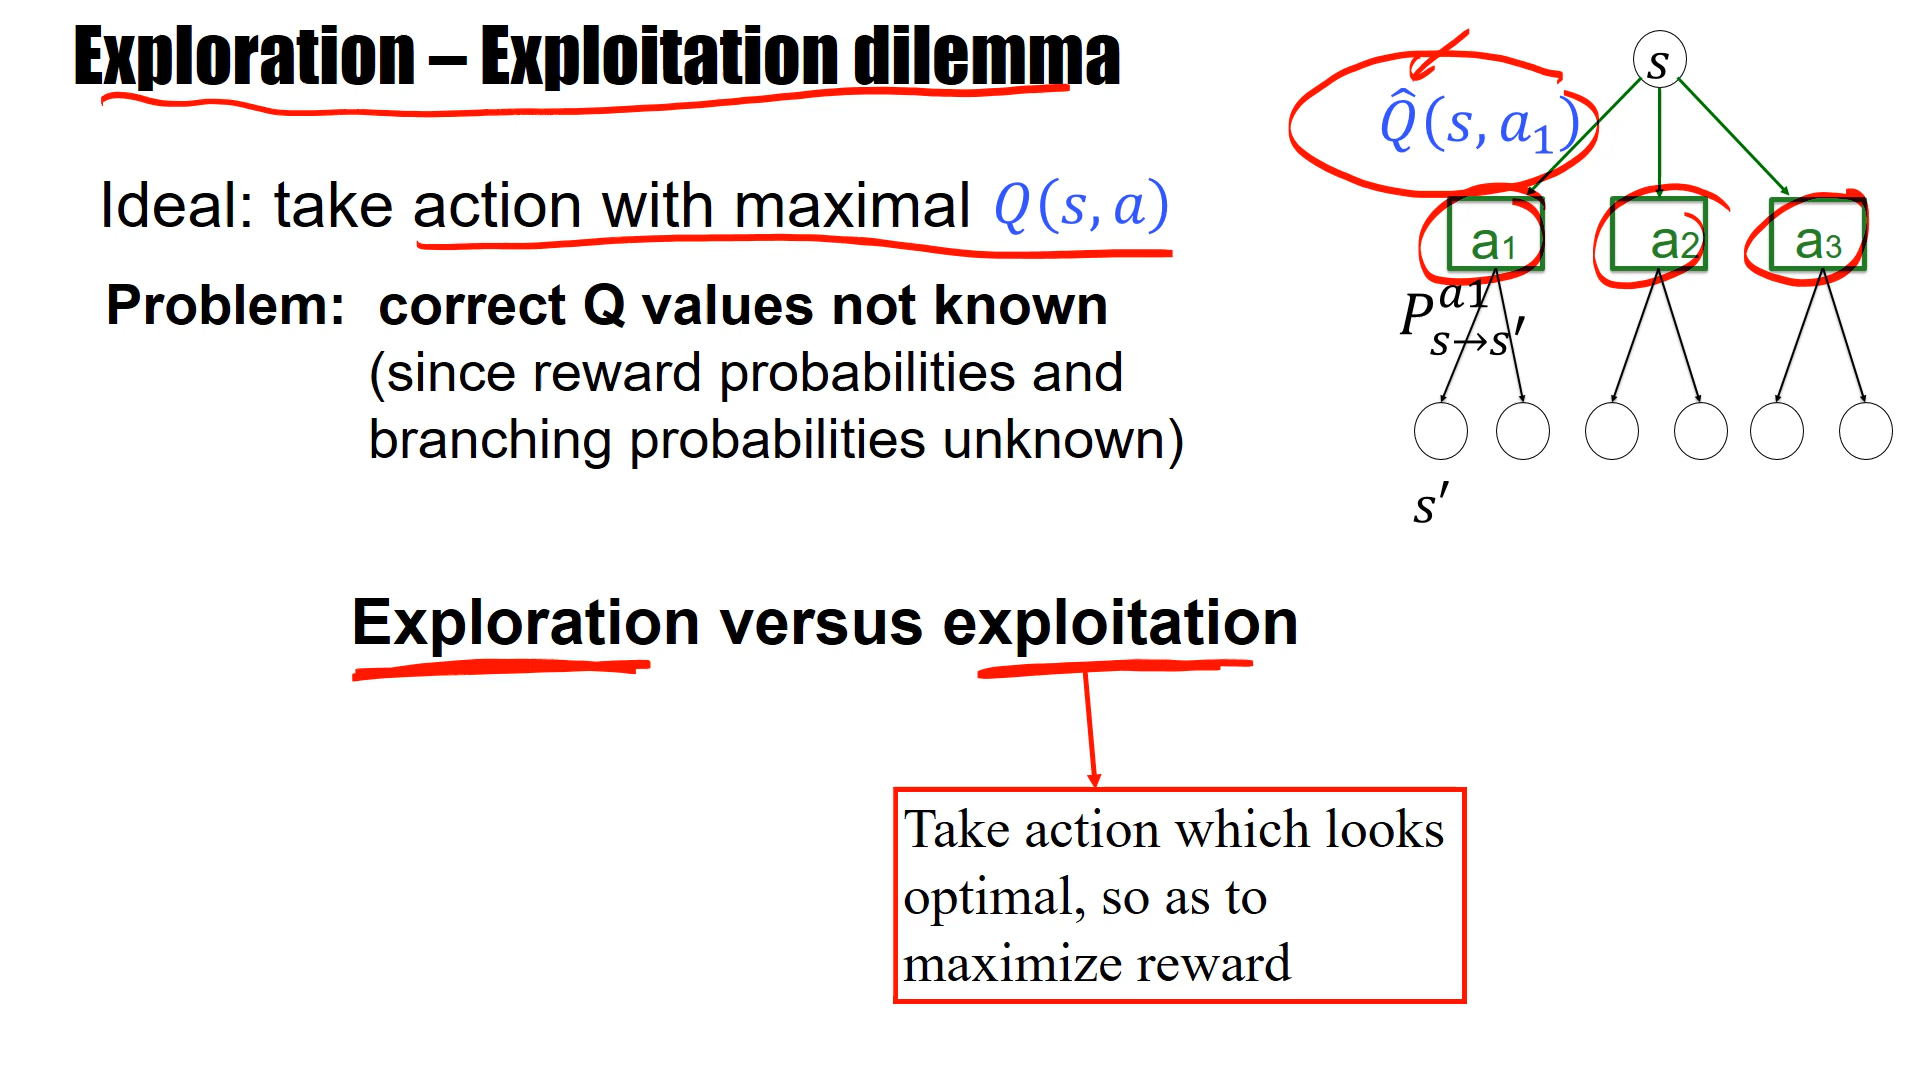 Exploration – Exploitation dilemma
Ideal: take action with maximal Q(s, a)
Problem: correct Q values not known
(since reward probabilities and
branching probabilities unknown)
s
Q̂(s, a₁)
a1 a2 a3
P^{a1}_{s→s′}
s′
Exploration versus exploitation
Take action which looks
optimal, so as to
maximize reward